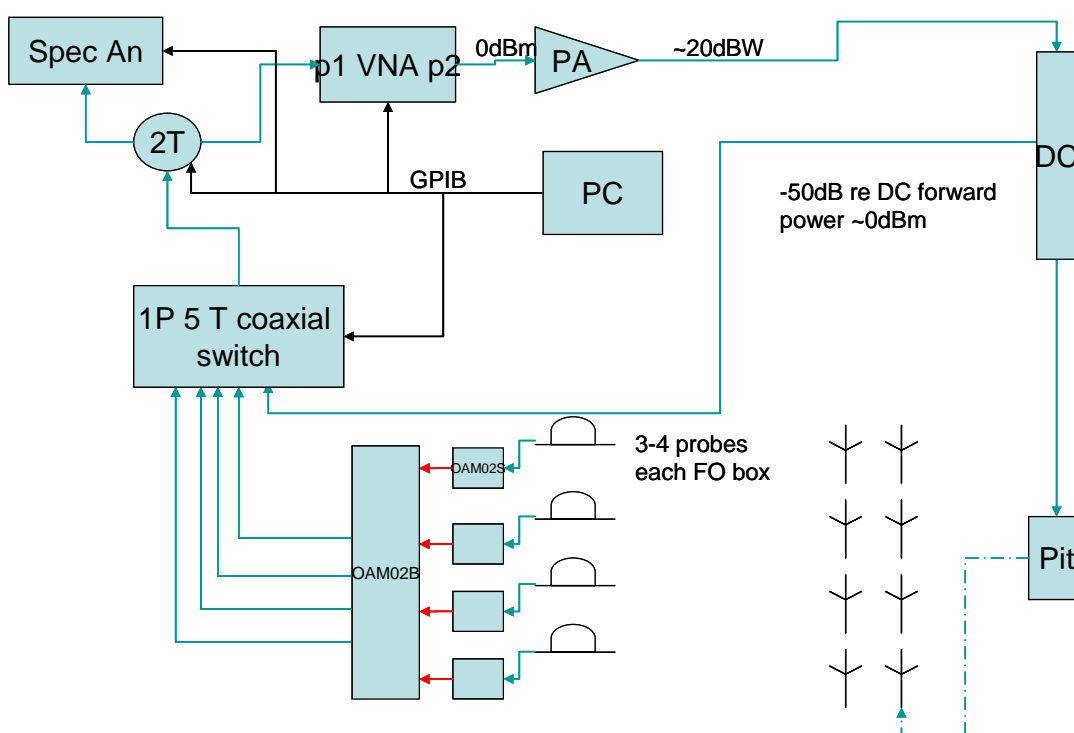 Spec An
p1 VNA p2
0dBm
PA
~20dBW
2T
GPIB
PC
DC
-50dB re DC forward
power ~0dBm
1P 5 T coaxial
switch
3-4 probes
each FO box
OAM02S
OAM02B
Pit